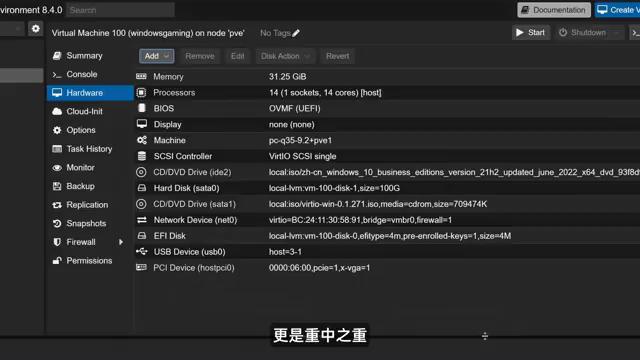 nvironment 8.4.0 Search Documentation Create V
Virtual Machine 100 (windowsgaming) on node 'pve' No Tags Start Shutdown
Summary
Console
Hardware
Cloud-Init
Options
Task History
Monitor
Backup
Replication
Snapshots
Firewall
Permissions
Add Remove Edit Disk Action Revert
Memory 31.25 GiB
Processors 14 (1 sockets, 14 cores) [host]
BIOS OVMF (UEFI)
Display none (none)
Machine pc-q35-9.2+pve1
SCSI Controller VirtIO SCSI single
CD/DVD Drive (ide2) local:iso/zh-cn_windows_10_business_editions_version_21h2_updated_june_2022_x64_dvd_93f8d
Hard Disk (sata0) local-lvm:vm-100-disk-1,size=100G
CD/DVD Drive (sata1) local:iso/virtio-win-0.1.271.iso,media=cdrom,size=709474K
Network Device (net0) virtio=BC:24:11:30:58:91,bridge=vmbr0,firewall=1
EFI Disk local-lvm:vm-100-disk-0,efitype=4m,pre-enrolled-keys=1,size=4M
USB Device (usb0) host=3-1
PCI Device (hostpci0) 0000:06:00,pcie=1,x-vga=1
更是重中之重